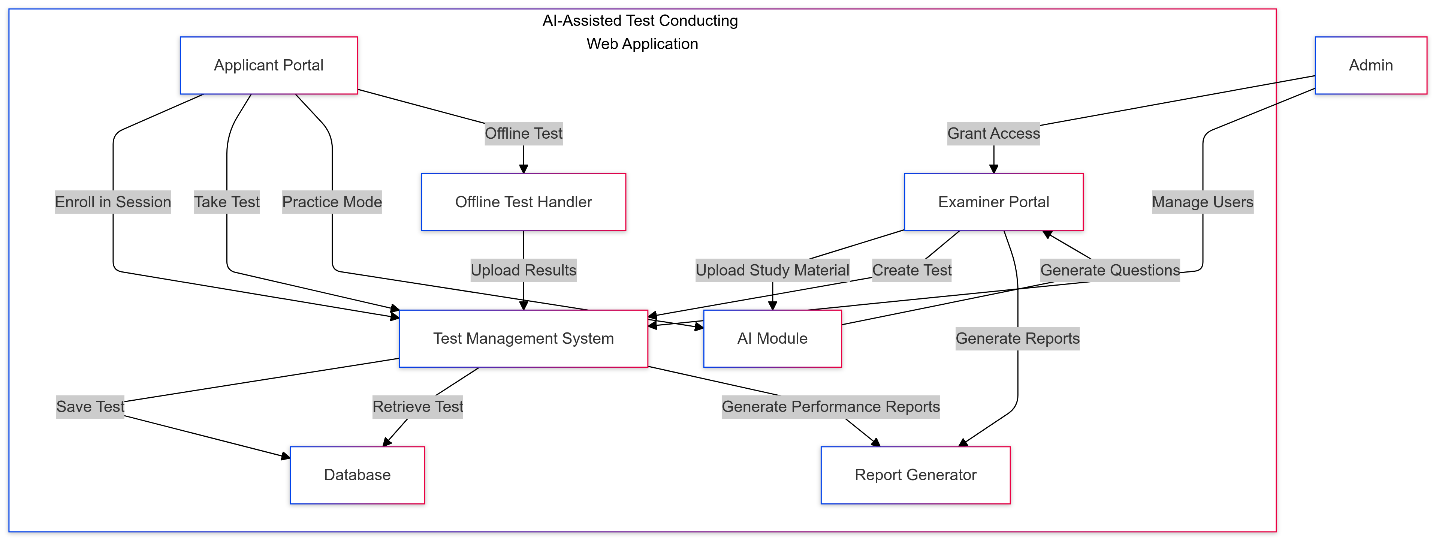 AI-Assisted Test Conducting
Web Application
Applicant Portal
Admin
Offline Test
Grant Access
Enroll in Session
Take Test
Practice Mode
Offline Test Handler
Examiner Portal
Manage Users
Upload Results
Upload Study Material
Create Test
Generate Questions
Test Management System
AI Module
Generate Reports
Save Test
Retrieve Test
Generate Performance Reports
Database
Report Generator